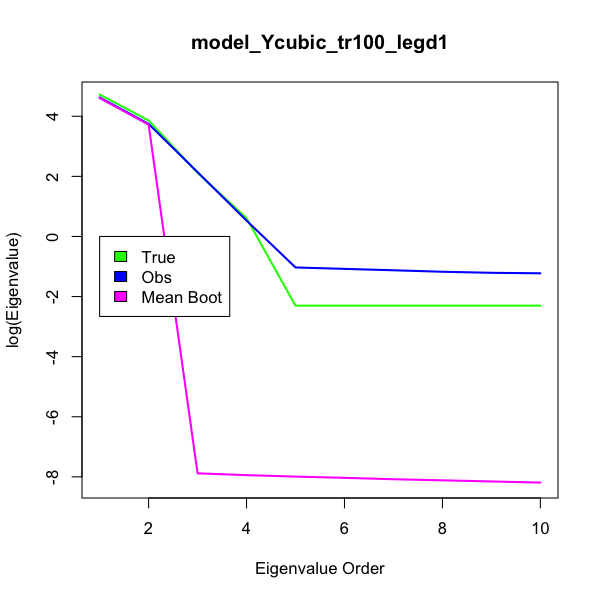 model_Ycubic_tr100_legd1
log(Eigenvalue)
4
2
0
-2
-4
-6
-8
True
Obs
Mean Boot
2 4 6 8 10
Eigenvalue Order